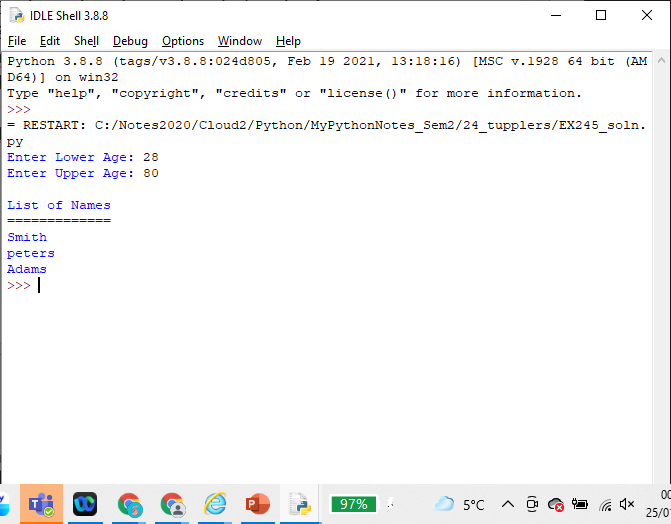 IDLE Shell 3.8.8
File Edit Shell Debug Options Window Help
Python 3.8.8 (tags/v3.8.8:024d805, Feb 19 2021, 13:18:16) [MSC v.1928 64 bit (AM
D64)] on win32
Type "help", "copyright", "credits" or "license()" for more information.
>>>
= RESTART: C:/Notes2020/Cloud2/Python/MyPythonNotes_Sem2/24_tupplers/EX245_soln.
py
Enter Lower Age: 28
Enter Upper Age: 80
List of Names
=============
Smith
peters
Adams
>>>
97%
5°C